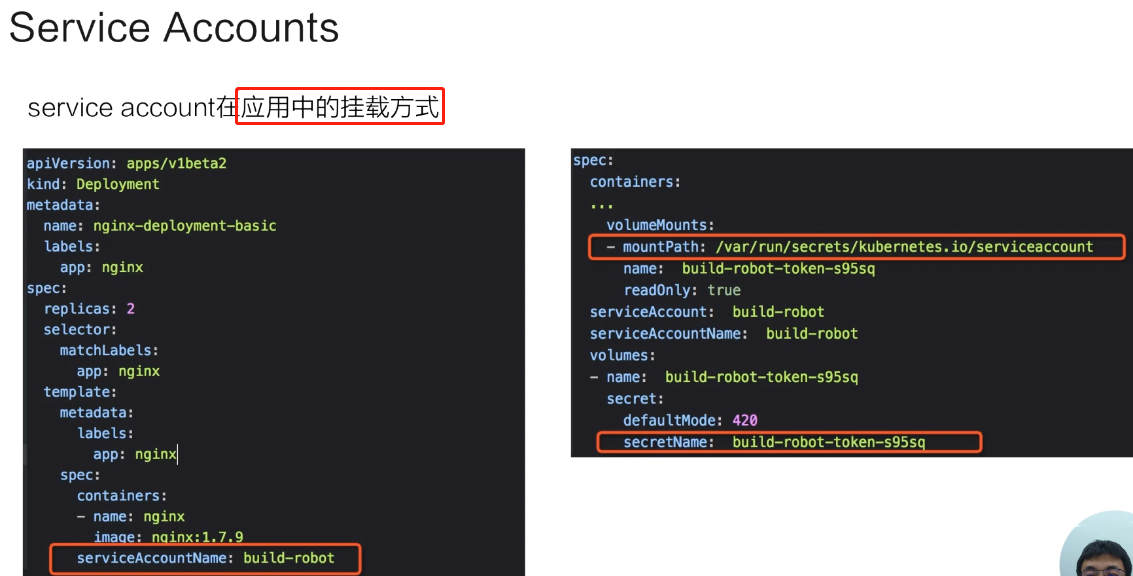 Service Accounts
service account在应用中的挂载方式
apiVersion: apps/v1beta2
kind: Deployment
metadata:
  name: nginx-deployment-basic
  labels:
    app: nginx
spec:
  replicas: 2
  selector:
    matchLabels:
      app: nginx
  template:
    metadata:
      labels:
        app: nginx
    spec:
      containers:
      - name: nginx
        image: nginx:1.7.9
      serviceAccountName: build-robot
spec:
  containers:
  ...
    volumeMounts:
    - mountPath: /var/run/secrets/kubernetes.io/serviceaccount
      name: build-robot-token-s95sq
      readOnly: true
  serviceAccount: build-robot
  serviceAccountName: build-robot
  volumes:
  - name: build-robot-token-s95sq
    secret:
      defaultMode: 420
      secretName: build-robot-token-s95sq